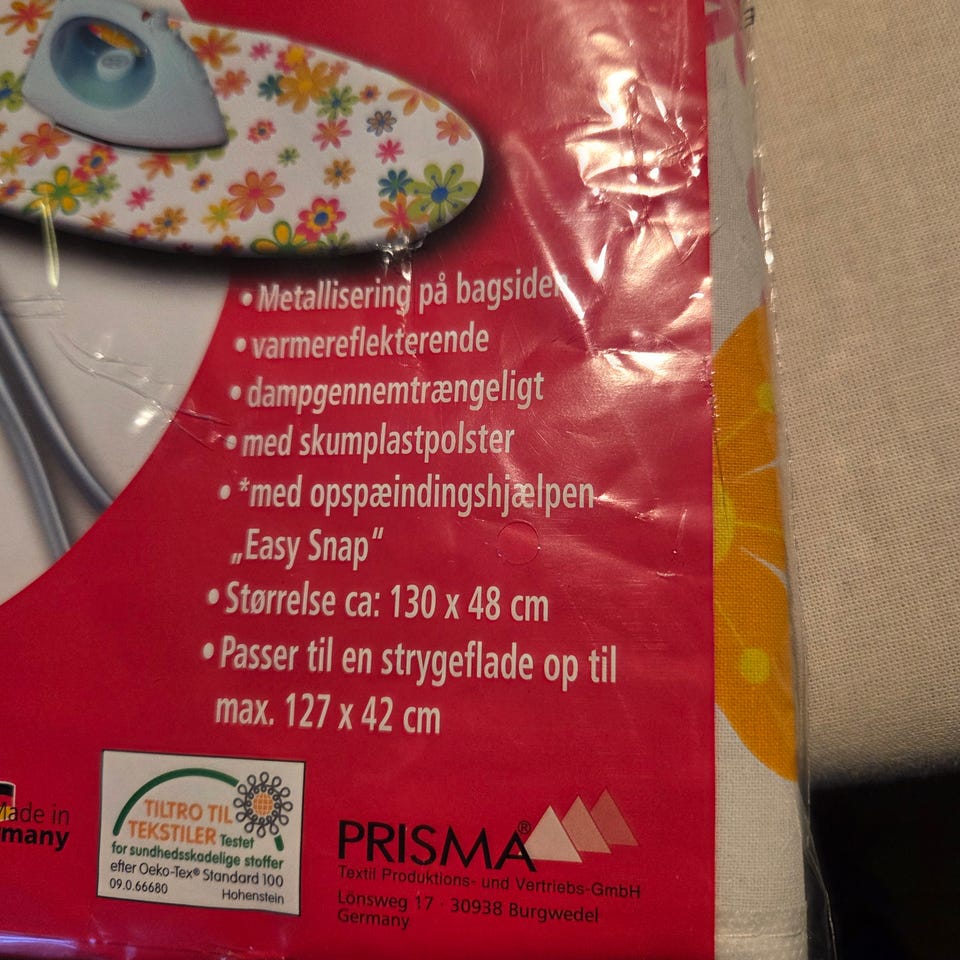 • Metallisering på bagsiden
• varmereflekterende
• dampgennemtrængeligt
• med skumplastpolster
• *med opspæindingshjælpen
„Easy Snap“
• Størrelse ca: 130 x 48 cm
• Passer til en strygeflade op til
max. 127 x 42 cm
Made in
rmany
TILTRO TIL
TEKSTILER Testet
for sundhedsskadelige stoffer
efter Oeko-Tex® Standard 100
09.0.66680 Hohenstein
PRISMA®
Textil Produktions- und Vertriebs-GmbH
Lönsweg 17 · 30938 Burgwedel
Germany